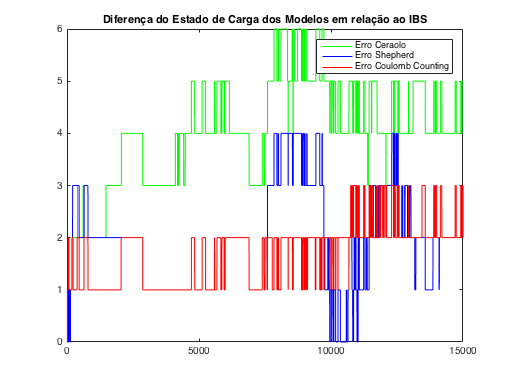 Diferença do Estado de Carga dos Modelos em relação ao IBS
Erro Ceraolo
Erro Shepherd
Erro Coulomb Counting
6
5
4
3
2
1
0
0
5000
10000
15000